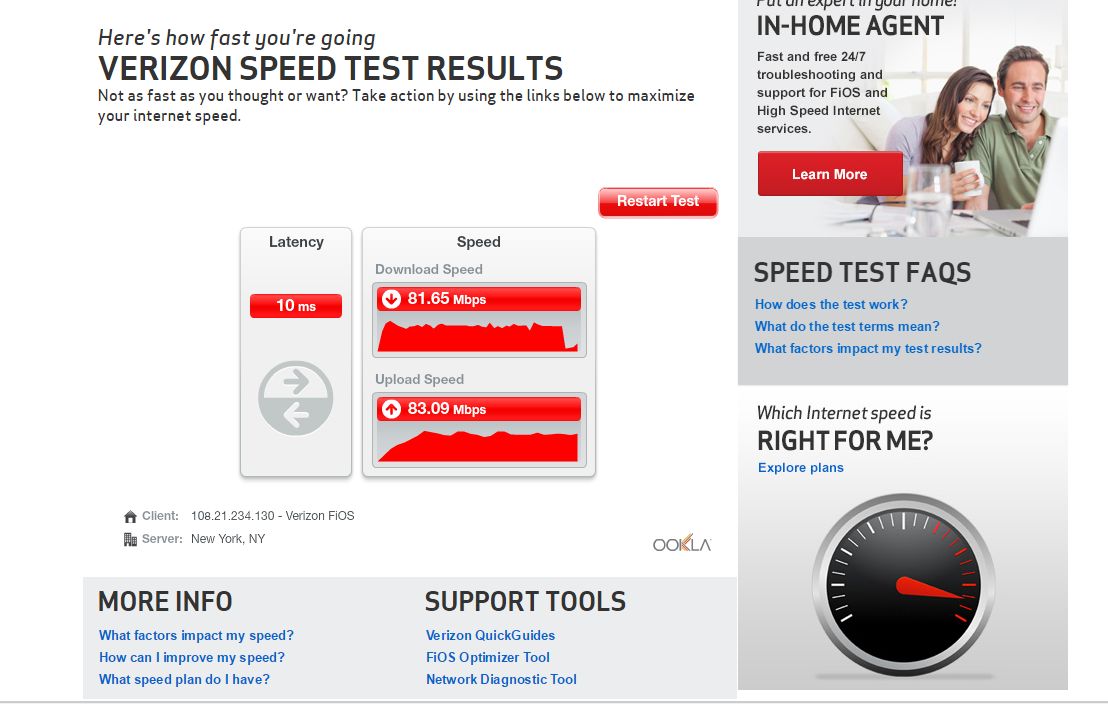 Here's how fast you're going
VERIZON SPEED TEST RESULTS
Not as fast as you thought or want? Take action by using the links below to maximize
your internet speed.
Restart Test
Latency
10 ms
Speed
Download Speed
81.65 Mbps
Upload Speed
83.09 Mbps
Client: 108.21.234.130 - Verizon FiOS
Server: New York, NY
OOKLA
MORE INFO
What factors impact my speed?
How can I improve my speed?
What speed plan do I have?
SUPPORT TOOLS
Verizon QuickGuides
FiOS Optimizer Tool
Network Diagnostic Tool
Put an expert in your home!
IN-HOME AGENT
Fast and free 24/7
troubleshooting and
support for FiOS and
High Speed Internet
services.
Learn More
SPEED TEST FAQS
How does the test work?
What do the test terms mean?
What factors impact my test results?
Which Internet speed is
RIGHT FOR ME?
Explore plans